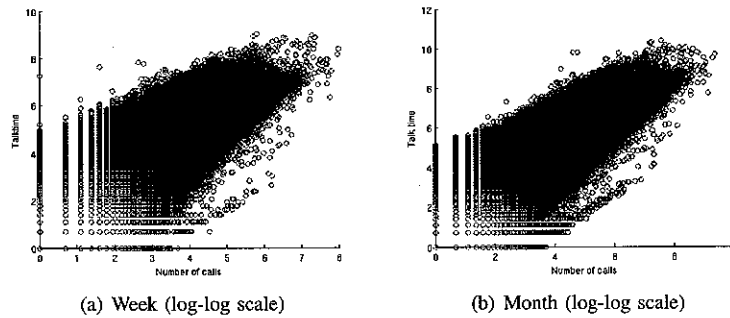 10
8
6
4
2
0
Talktime
0 1 2 3 4 5 6 7 8
Number of calls
(a) Week (log-log scale)
12
10
8
6
4
2
0
Talk time
0 2 4 6 8
Number of calls
(b) Month (log-log scale)